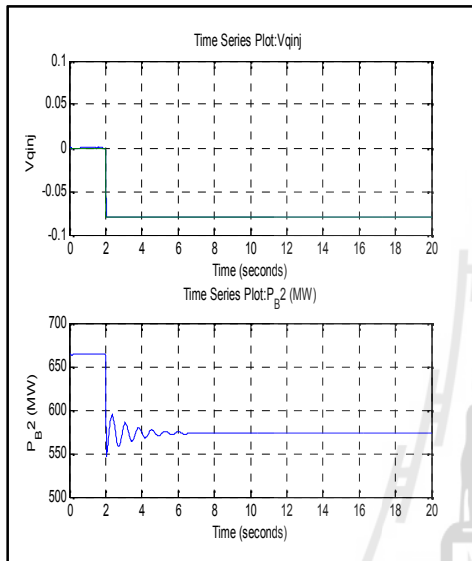 Time Series Plot:Vqinj
0.1
0.05
0
-0.05
-0.1
Vqinj
0 2 4 6 8 10 12 14 16 18 20
Time (seconds)
Time Series Plot:P_B2 (MW)
700
650
600
550
500
P_B2 (MW)
0 2 4 6 8 10 12 14 16 18 20
Time (seconds)